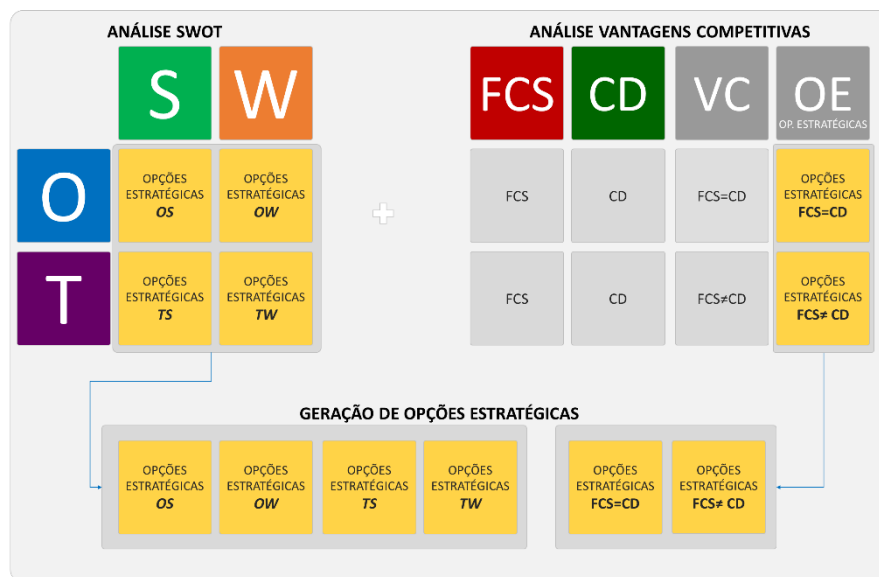 ANÁLISE SWOT
ANÁLISE VANTAGENS COMPETITIVAS
S
W
FCS
CD
VC
OE
OP. ESTRATÉGICAS
O
OPÇÕES
ESTRATÉGICAS
OS
OPÇÕES
ESTRATÉGICAS
OW
FCS
CD
FCS=CD
OPÇÕES
ESTRATÉGICAS
FCS=CD
T
OPÇÕES
ESTRATÉGICAS
TS
OPÇÕES
ESTRATÉGICAS
TW
FCS
CD
FCS≠CD
OPÇÕES
ESTRATÉGICAS
FCS≠ CD
GERAÇÃO DE OPÇÕES ESTRATÉGICAS
OPÇÕES
ESTRATÉGICAS
OS
OPÇÕES
ESTRATÉGICAS
OW
OPÇÕES
ESTRATÉGICAS
TS
OPÇÕES
ESTRATÉGICAS
TW
OPÇÕES
ESTRATÉGICAS
FCS=CD
OPÇÕES
ESTRATÉGICAS
FCS≠ CD